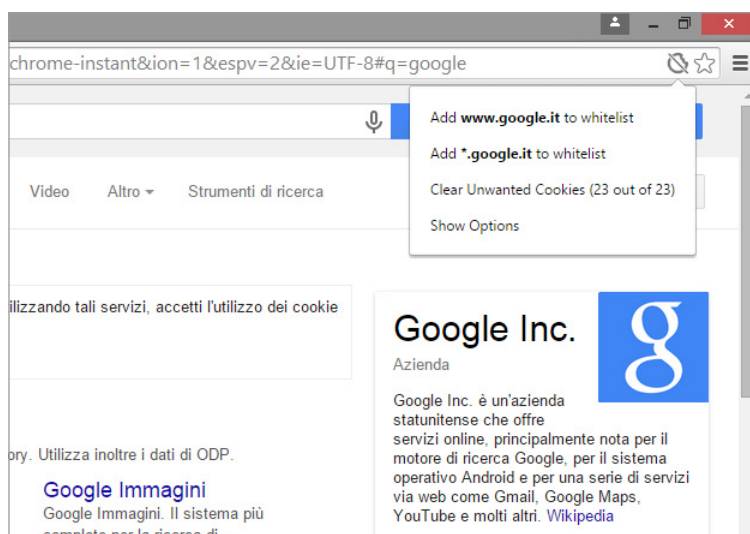 chrome-instant&ion=1&espv=2&ie=UTF-8#q=google
Add www.google.it to whitelist
Add *.google.it to whitelist
Clear Unwanted Cookies (23 out of 23)
Show Options
Video Altro Strumenti di ricerca
ilizzando tali servizi, accetti l'utilizzo dei cookie
Google Inc.
Azienda
Google Inc. è un'azienda
statunitense che offre
servizi online, principalmente nota per il
motore di ricerca Google, per il sistema
operativo Android e per una serie di servizi
via web come Gmail, Google Maps,
YouTube e molti altri. Wikipedia
ory. Utilizza inoltre i dati di ODP.
Google Immagini
Google Immagini. Il sistema più